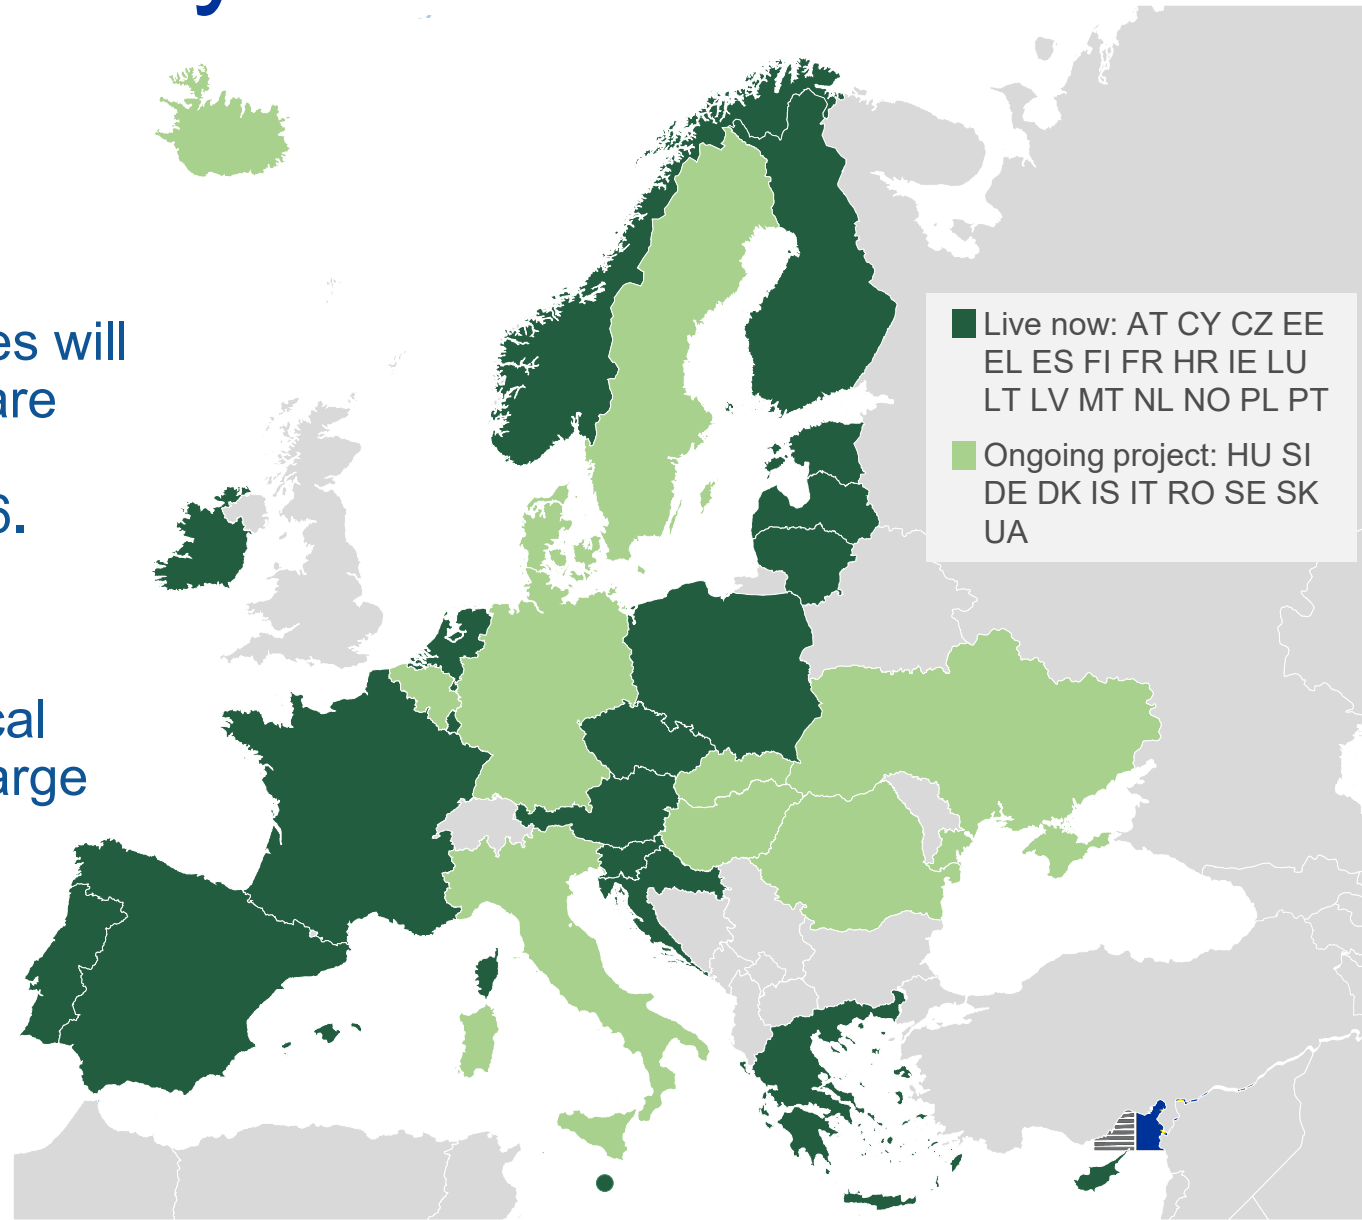 y
es will
are
6.
cal
arge
Live now: AT CY CZ EE
EL ES FI FR HR IE LU
LT LV MT NL NO PL PT
Ongoing project: HU SI
DE DK IS IT RO SE SK
UA